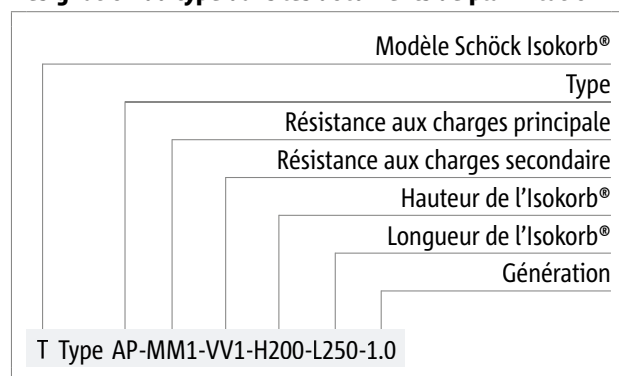 Modèle Schöck Isokorb®
Type
Résistance aux charges principale
Résistance aux charges secondaire
Hauteur de l’Isokorb®
Longueur de l’Isokorb®
Génération
T Type AP-MM1-VV1-H200-L250-1.0